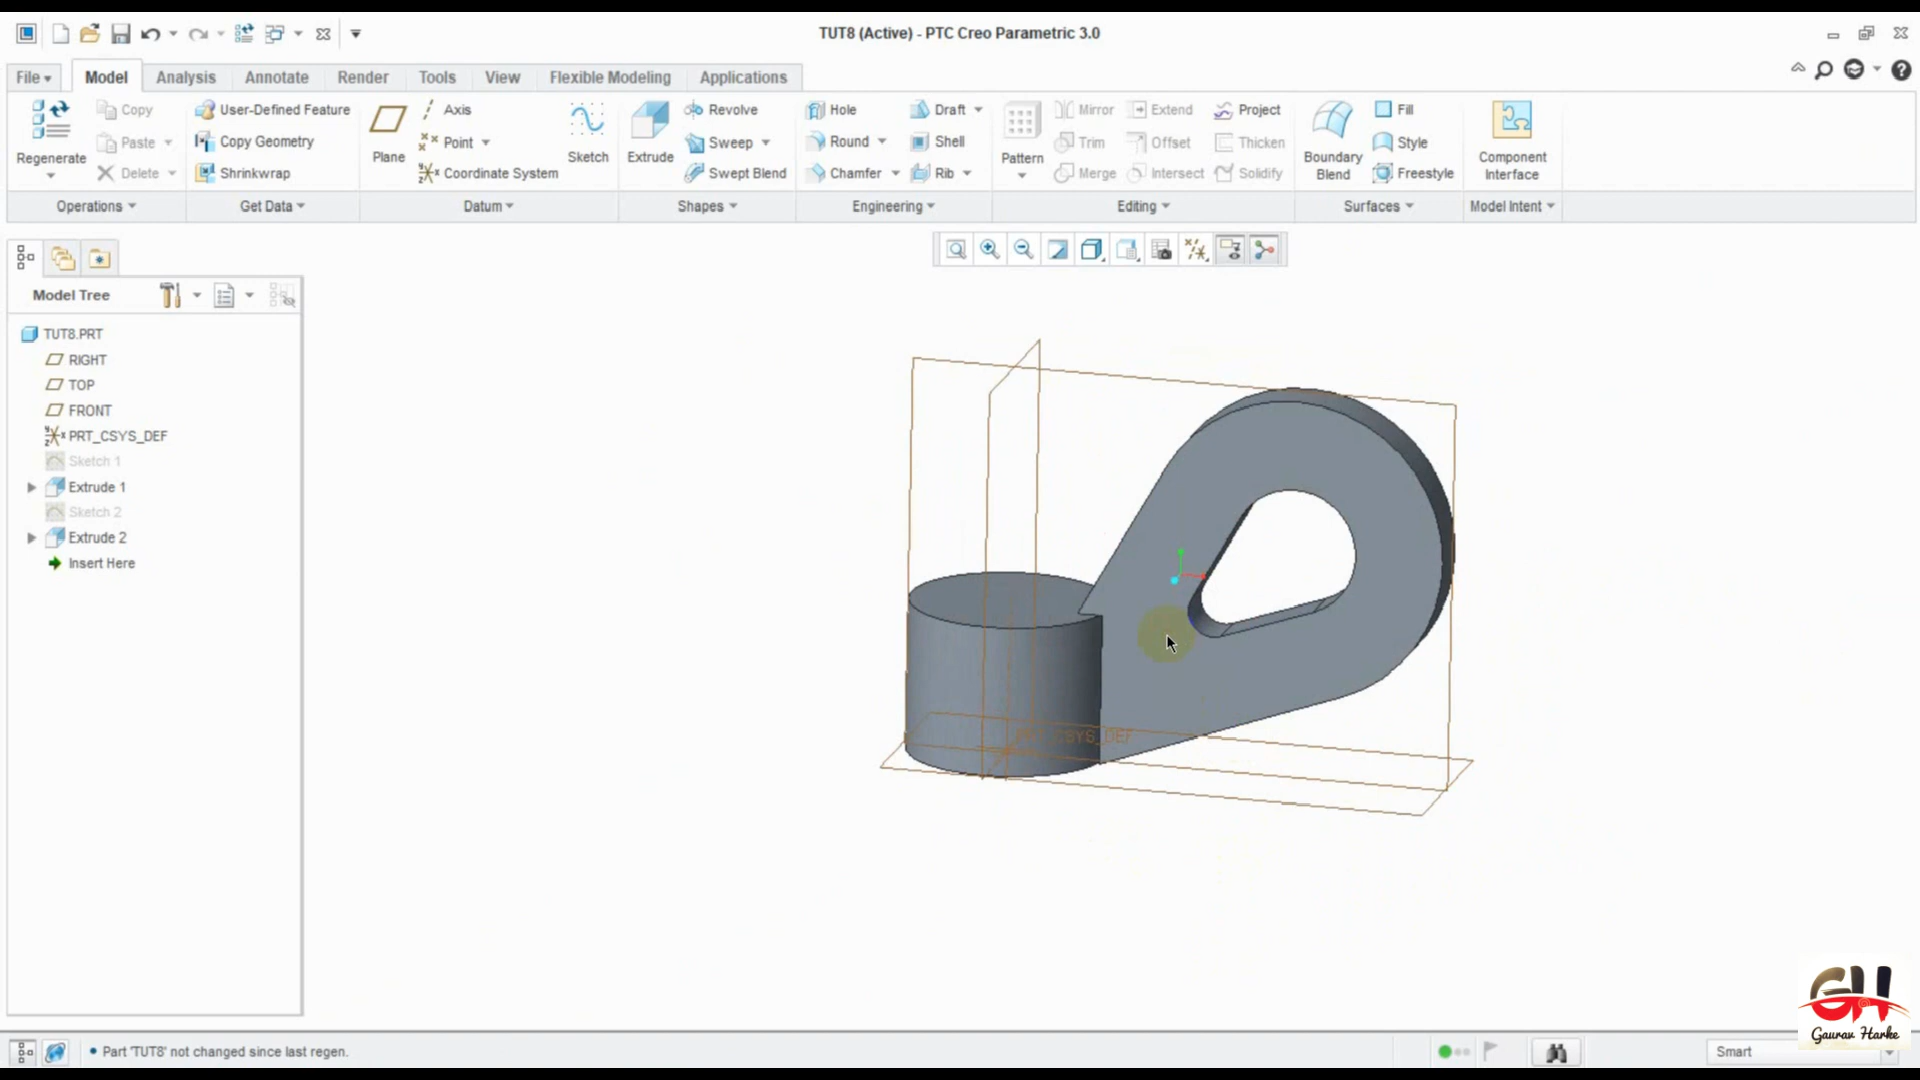 TUT8 (Active) - PTC Creo Parametric 3.0
File Model Analysis Annotate Render Tools View Flexible Modeling Applications
Copy User-Defined Feature Axis Revolve Hole Draft Mirror Extend Project Fill
Paste Copy Geometry Point Sweep Round Shell Trim Offset Thicken Style
Regenerate Plane Sketch Extrude Pattern Boundary Blend Component Interface
Delete Shrinkwrap Coordinate System Swept Blend Chamfer Rib Merge Intersect Solidify Freestyle
Operations Get Data Datum Shapes Engineering Editing Surfaces Model Intent
Model Tree
TUT8.PRT
RIGHT
TOP
FRONT
PRT_CSYS_DEF
Sketch 1
Extrude 1
Sketch 2
Extrude 2
Insert Here
PRT_CSYS_DEF
GH
Gaurav Harke
Part 'TUT8' not changed since last regen.
Smart